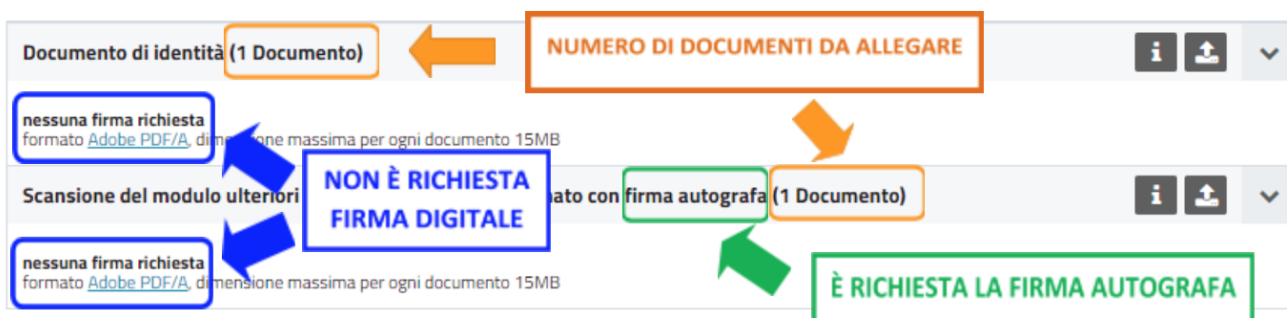 Documento di identità (1 Documento)
NUMERO DI DOCUMENTI DA ALLEGARE
nessuna firma richiesta
formato Adobe PDF/A, dimensione massima per ogni documento 15MB
NON È RICHIESTA
FIRMA DIGITALE
Scansione del modulo ulteriori ato con firma autografa (1 Documento)
nessuna firma richiesta
formato Adobe PDF/A, dimensione massima per ogni documento 15MB
È RICHIESTA LA FIRMA AUTOGRAFA